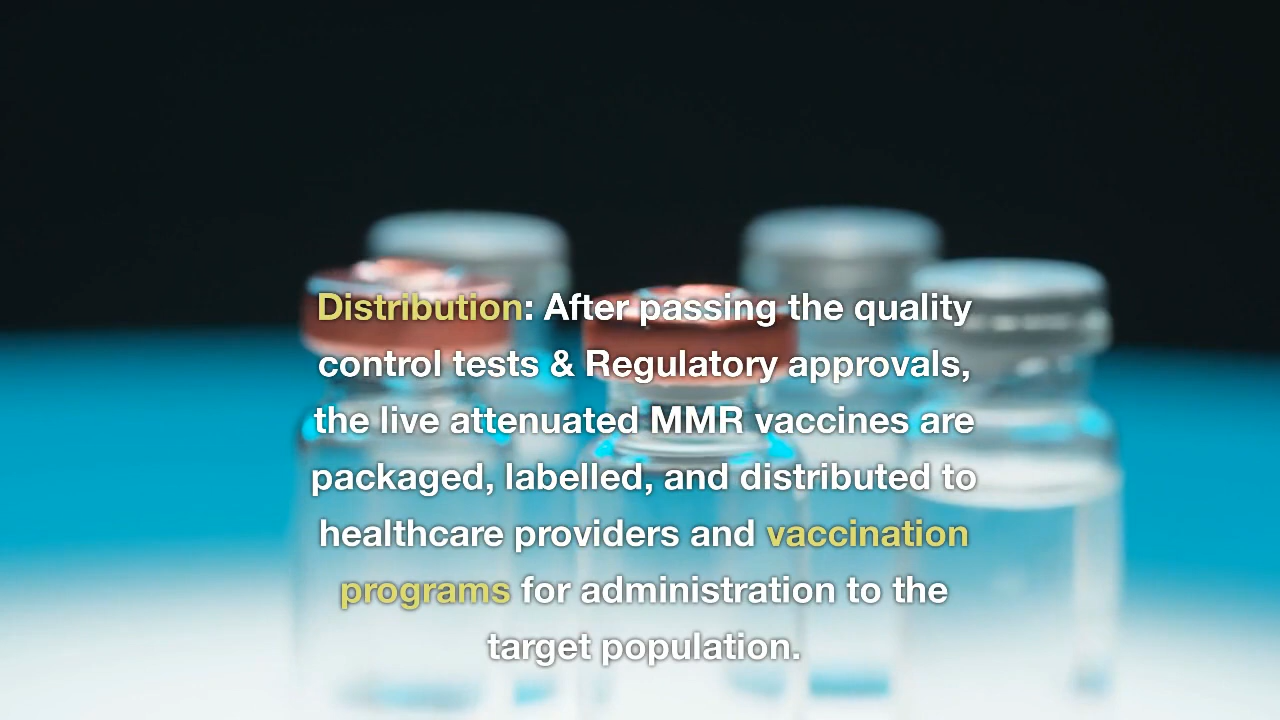 Distribution: After passing the quality
control tests & Regulatory approvals,
the live attenuated MMR vaccines are
packaged, labelled, and distributed to
healthcare providers and vaccination
programs for administration to the
target population.